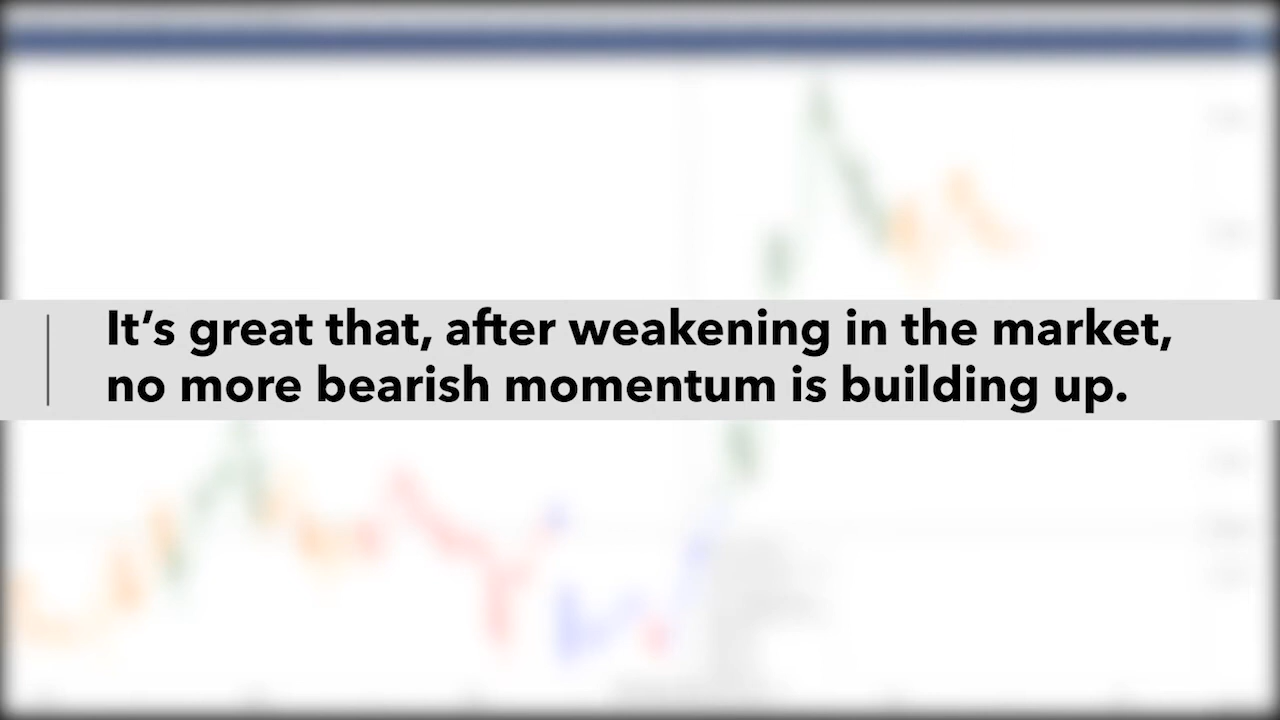 It’s great that, after weakening in the market,
no more bearish momentum is building up.